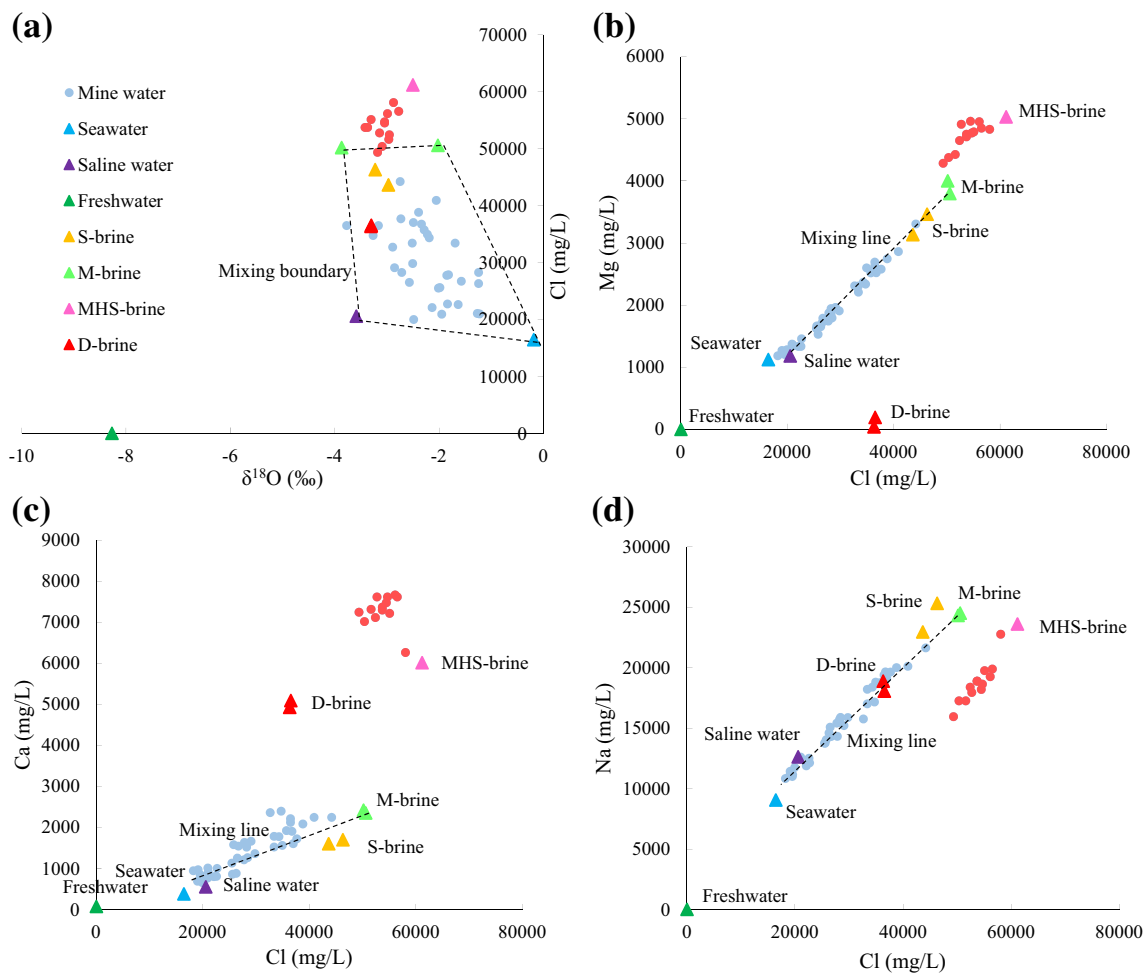 (a)
70000
60000
50000
40000
30000
20000
10000
0
Cl (mg/L)
Mine water
Seawater
Saline water
Freshwater
S-brine
M-brine
MHS-brine
D-brine
Mixing boundary
-10
-8
-6
-4
-2
0
δ¹⁸O (‰)
(b)
6000
5000
4000
3000
2000
1000
0
Mg (mg/L)
MHS-brine
M-brine
S-brine
Mixing line
Seawater
Saline water
D-brine
Freshwater
0
20000
40000
60000
80000
Cl (mg/L)
(c)
9000
8000
7000
6000
5000
4000
3000
2000
1000
0
Ca (mg/L)
MHS-brine
D-brine
M-brine
Mixing line
S-brine
Seawater
Freshwater
Saline water
0
20000
40000
60000
80000
Cl (mg/L)
(d)
30000
25000
20000
15000
10000
5000
0
Na (mg/L)
S-brine
M-brine
MHS-brine
D-brine
Saline water
Mixing line
Seawater
Freshwater
0
20000
40000
60000
80000
Cl (mg/L)